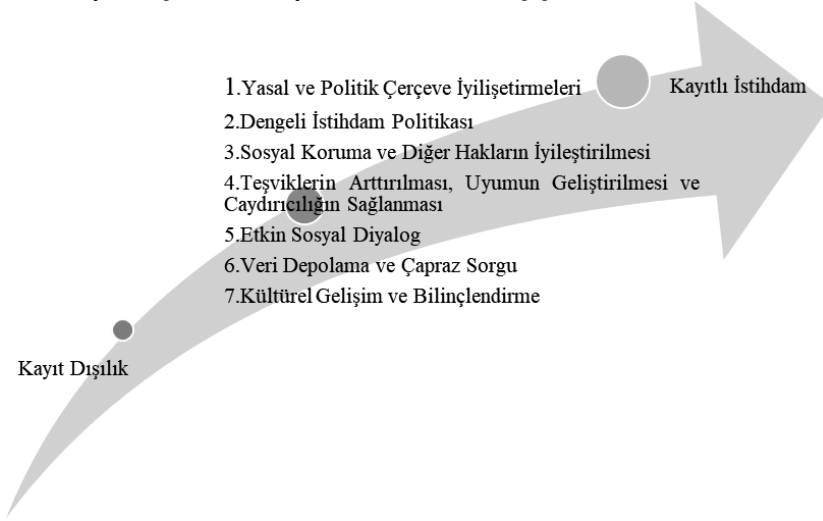 1.Yasal ve Politik Çerçeve İyilişetirmeleri
Kayıtlı İstihdam
2.Dengeli İstihdam Politikası
3.Sosyal Koruma ve Diğer Hakların İyileştirilmesi
4.Teşviklerin Arttırılması, Uyumun Geliştirilmesi ve
Caydırıcılığın Sağlanması
5.Etkin Sosyal Diyalog
6.Veri Depolama ve Çapraz Sorgu
7.Kültürel Gelişim ve Bilinçlendirme
Kayıt Dışılık